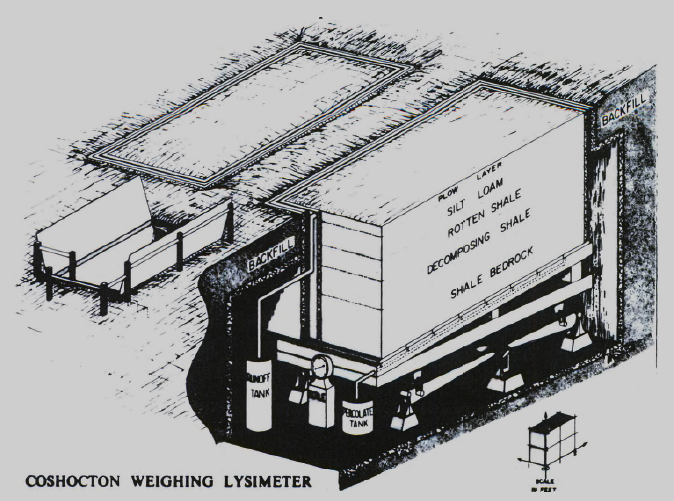 BACKFILL
PLOW LAYER
SILT LOAM
ROTTEN SHALE
DECOMPOSING SHALE
SHALE BEDROCK
BACKFILL
RUNOFF
TANK
PERCOLATE
TANK
COSHOCTON WEIGHING LYSIMETER
SCALE
IN FEET